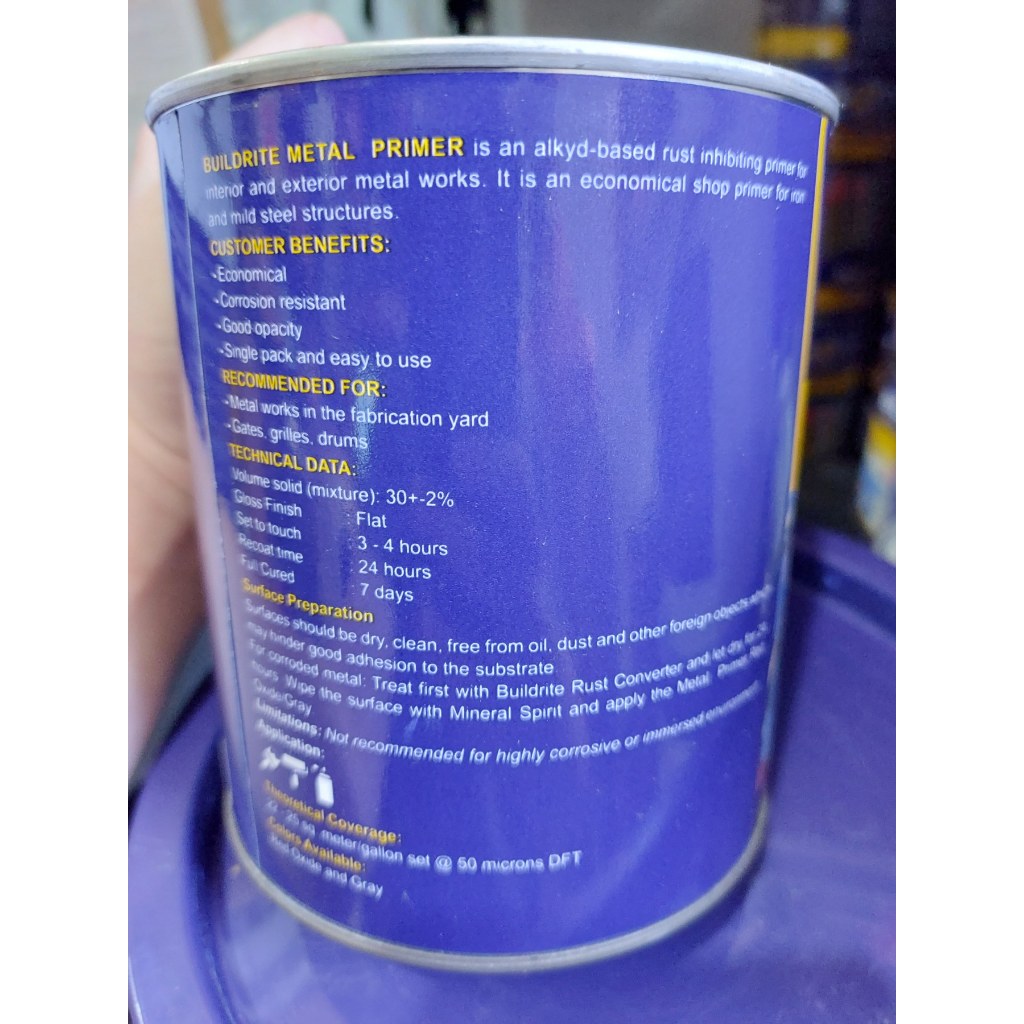 BUILDRITE METAL PRIMER is an alkyd-based rust inhibiting primer for
interior and exterior metal works. It is an economical shop primer for iron
and mild steel structures.
CUSTOMER BENEFITS:
-Economical
-Corrosion resistant
-Good opacity
-Single pack and easy to use
RECOMMENDED FOR:
-Metal works in the fabrication yard
-Gates, grilles, drums
TECHNICAL DATA:
Volume solid (mixture): 30+-2%
Gloss Finish : Flat
Set to touch : 3 - 4 hours
Recoat time : 24 hours
Full Cured : 7 days
Surface Preparation
Surfaces should be dry, clean, free from oil, dust and other foreign objects which
may hinder good adhesion to the substrate.
For corroded metal: Treat first with Buildrite Rust Converter and let dry for 24
hours. Wipe the surface with Mineral Spirit and apply the Metal Primer Red
Oxide/Gray
Limitations: Not recommended for highly corrosive or immersed environment.
Application:
Theoretical Coverage:
sq. meter/gallon set @ 50 microns DFT
Colors Available:
Red Oxide and Gray